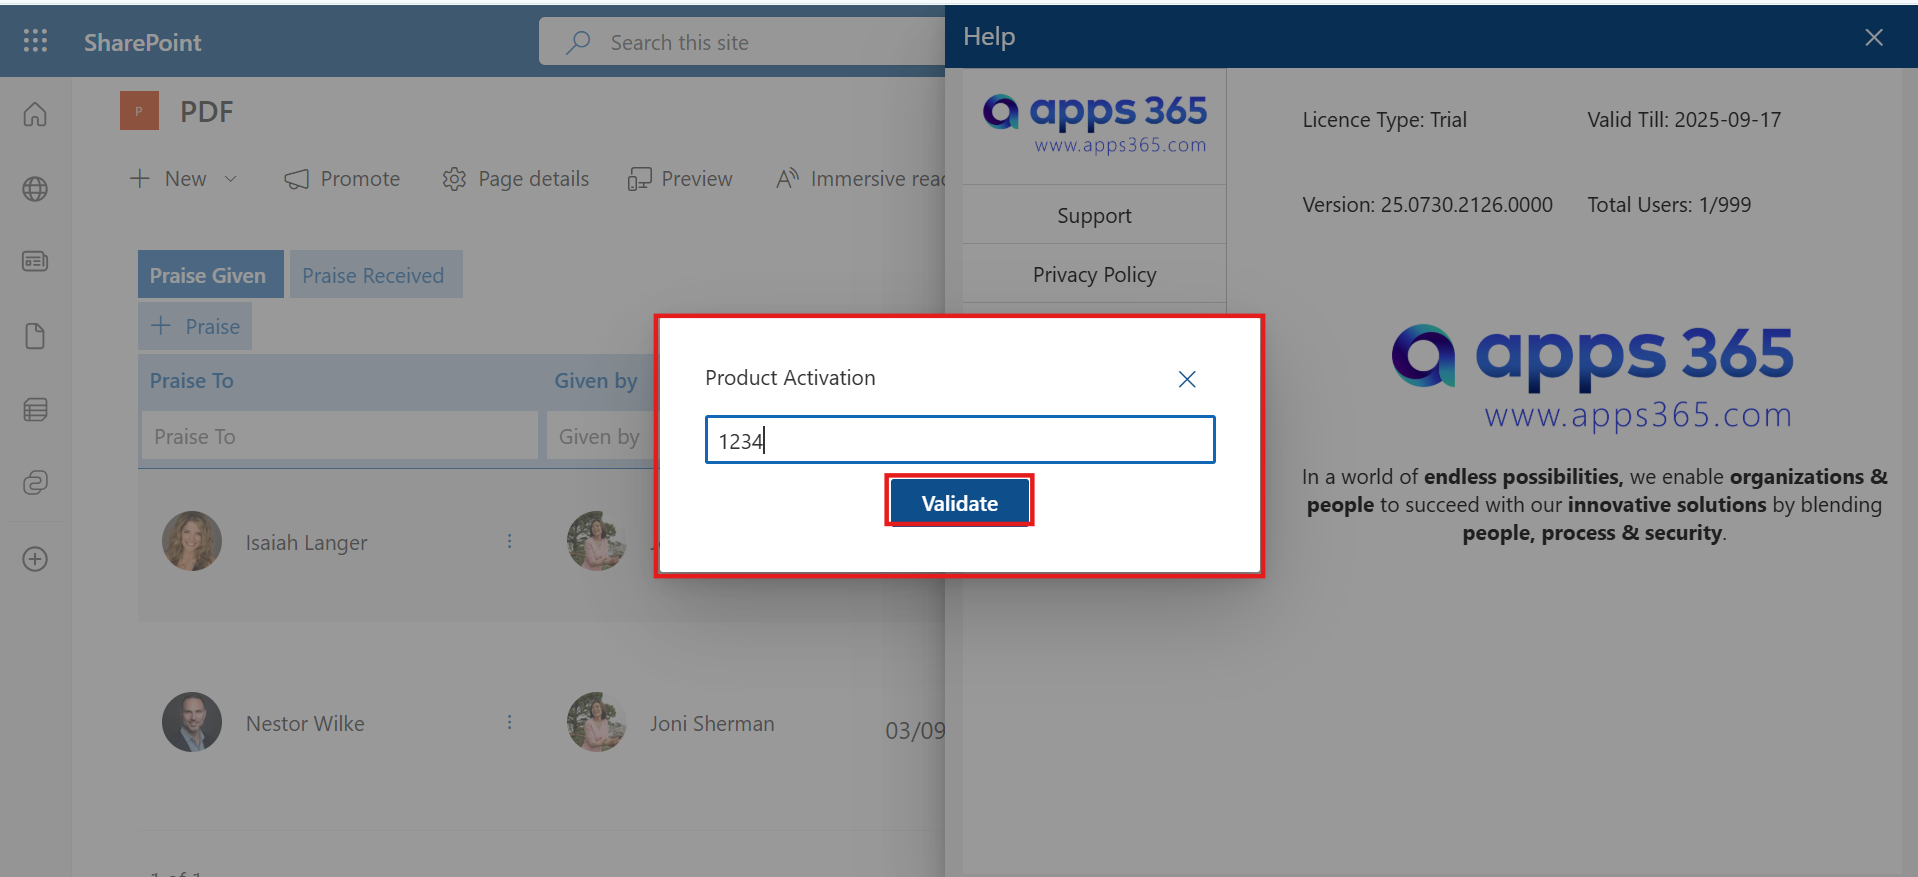 SharePoint
Search this site
Help
P
PDF
apps 365
www.apps365.com
Licence Type: Trial
Valid Till: 2025-09-17
New
Promote
Page details
Preview
Immersive
Version: 25.0730.2126.0000
Total Users: 1/999
Support
Privacy Policy
Praise Given
Praise Received
Praise
Praise To
Given by
Praise To
Given by
Product Activation
1234
Validate
apps 365
www.apps365.com
In a world of endless possibilities, we enable organizations &
people to succeed with our innovative solutions by blending
people, process & security.
Isaiah Langer
Nestor Wilke
Joni Sherman
03/09